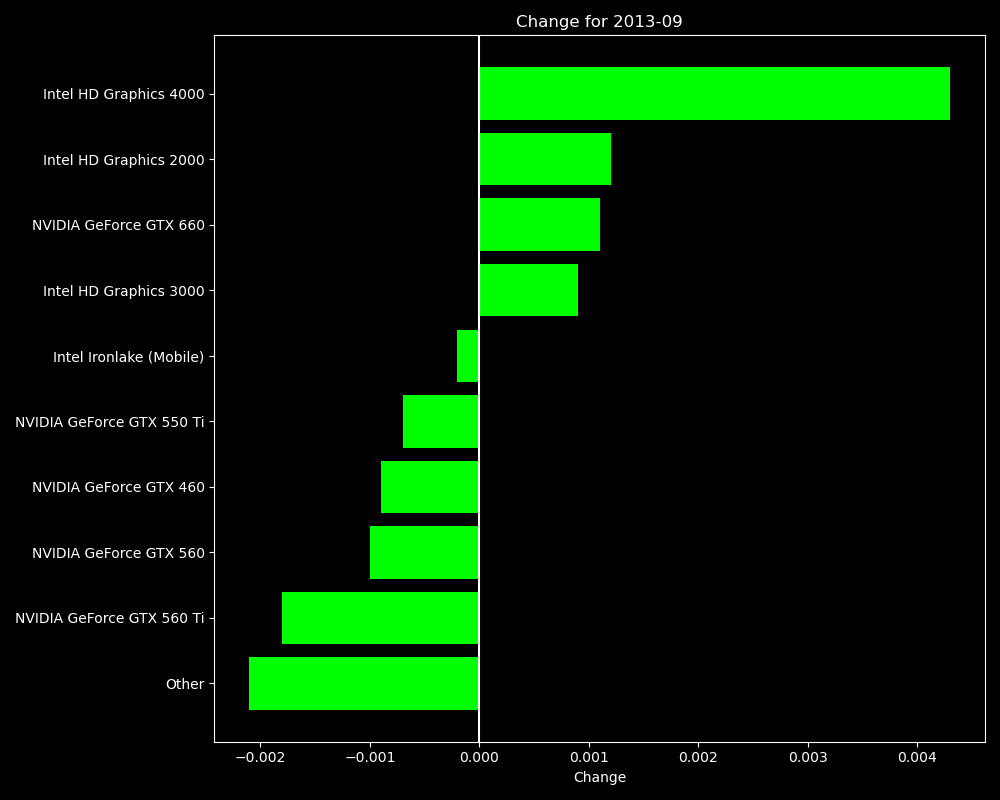 Change for 2013-09
Intel HD Graphics 4000
Intel HD Graphics 2000
NVIDIA GeForce GTX 660
Intel HD Graphics 3000
Intel Ironlake (Mobile)
NVIDIA GeForce GTX 550 Ti
NVIDIA GeForce GTX 460
NVIDIA GeForce GTX 560
NVIDIA GeForce GTX 560 Ti
Other
−0.002 −0.001 0.000 0.001 0.002 0.003 0.004
Change